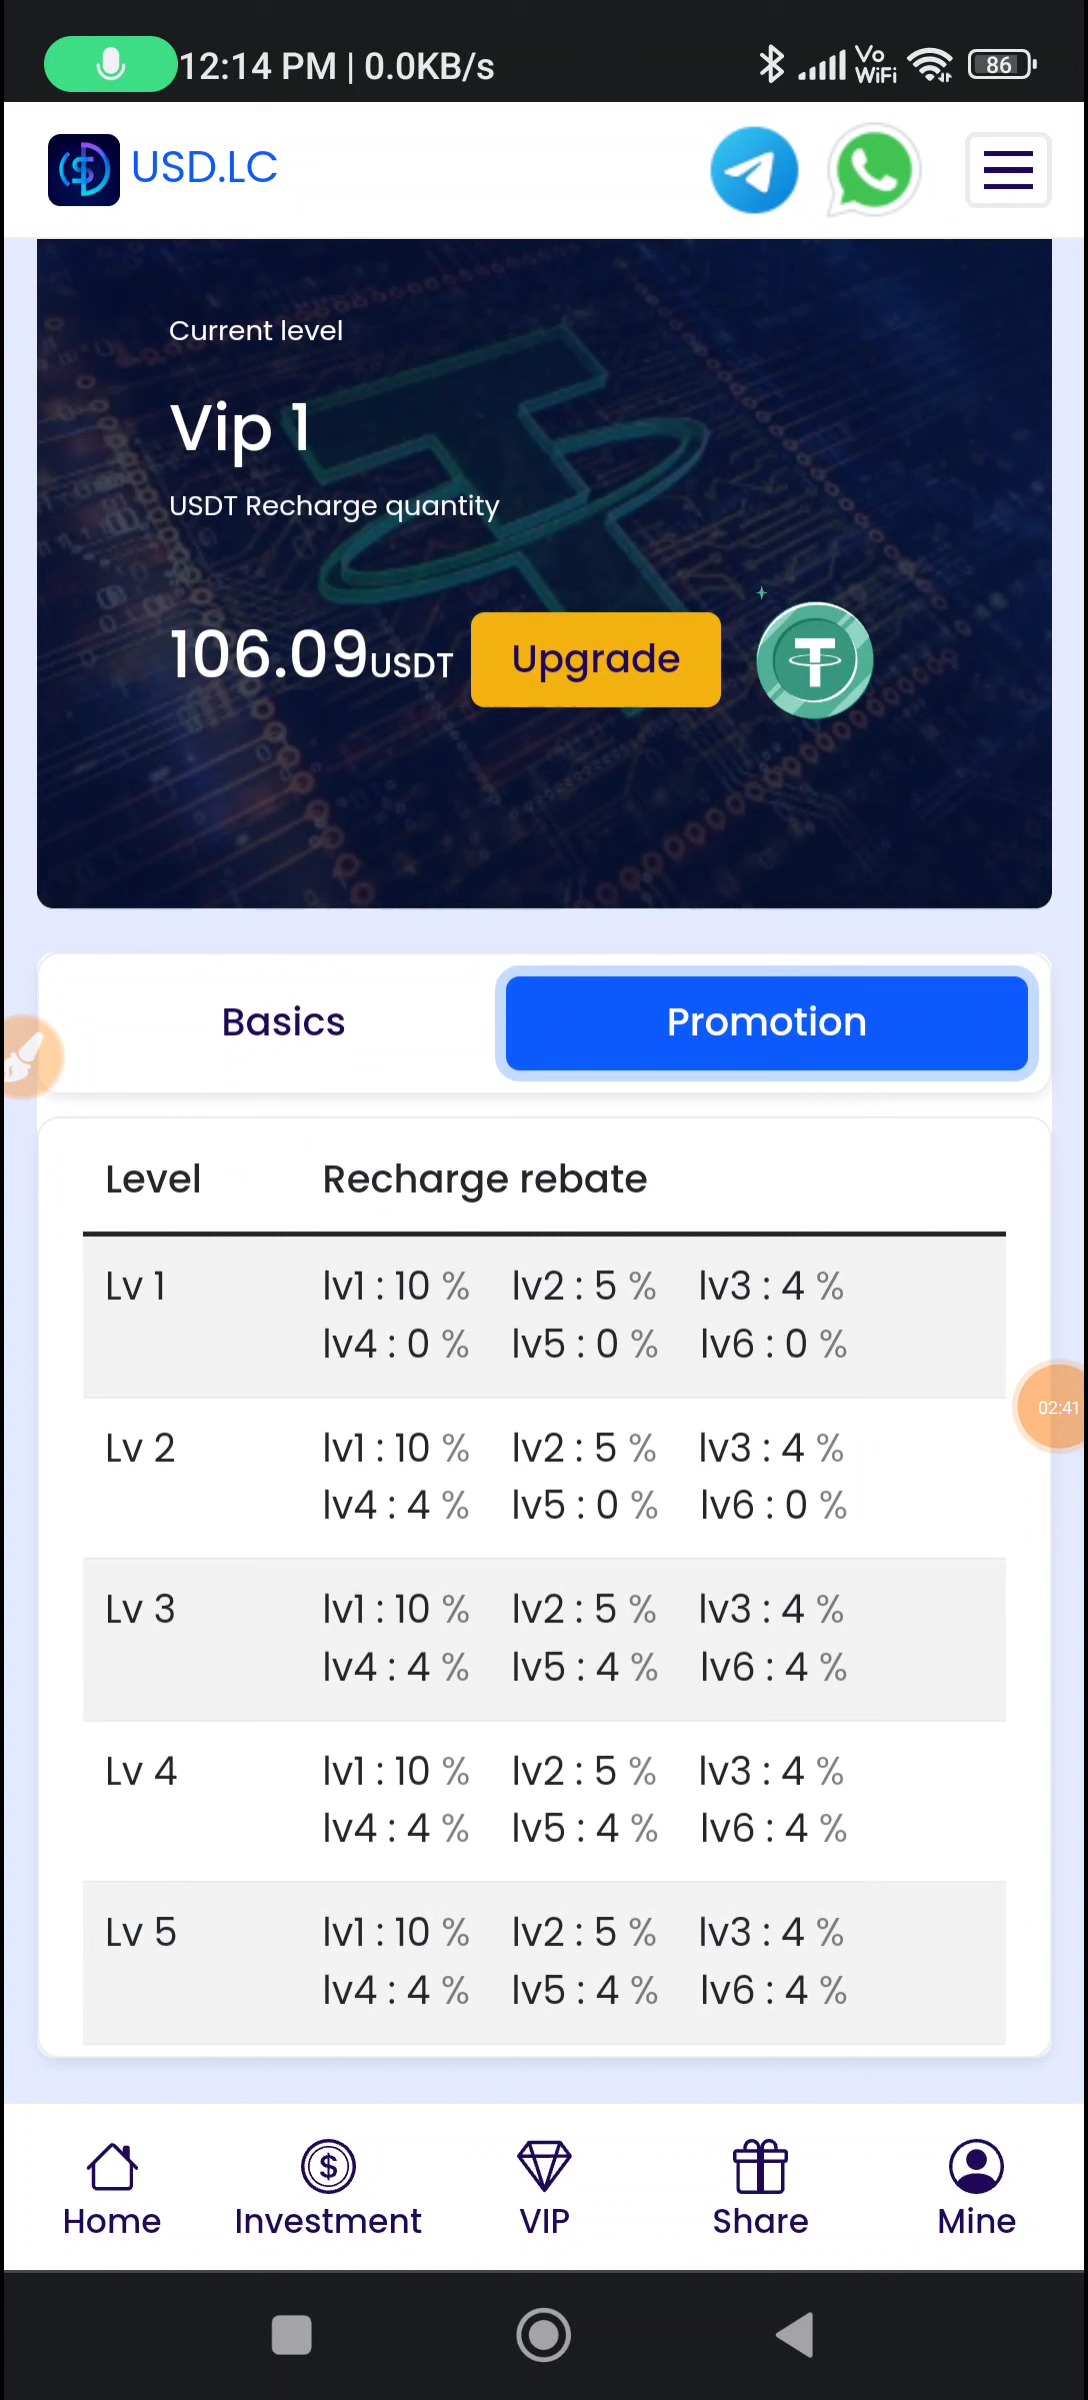 12:14 PM | 0.0KB/s Vo WiFi 86
USD.LC
Current level
Vip 1
USDT Recharge quantity
106.09USDT Upgrade
Basics Promotion
Level Recharge rebate
Lv 1 lv1 : 10 % lv2 : 5 % lv3 : 4 %
lv4 : 0 % lv5 : 0 % lv6 : 0 %
02:41
Lv 2 lv1 : 10 % lv2 : 5 % lv3 : 4 %
lv4 : 4 % lv5 : 0 % lv6 : 0 %
Lv 3 lv1 : 10 % lv2 : 5 % lv3 : 4 %
lv4 : 4 % lv5 : 4 % lv6 : 4 %
Lv 4 lv1 : 10 % lv2 : 5 % lv3 : 4 %
lv4 : 4 % lv5 : 4 % lv6 : 4 %
Lv 5 lv1 : 10 % lv2 : 5 % lv3 : 4 %
lv4 : 4 % lv5 : 4 % lv6 : 4 %
Home Investment VIP Share Mine